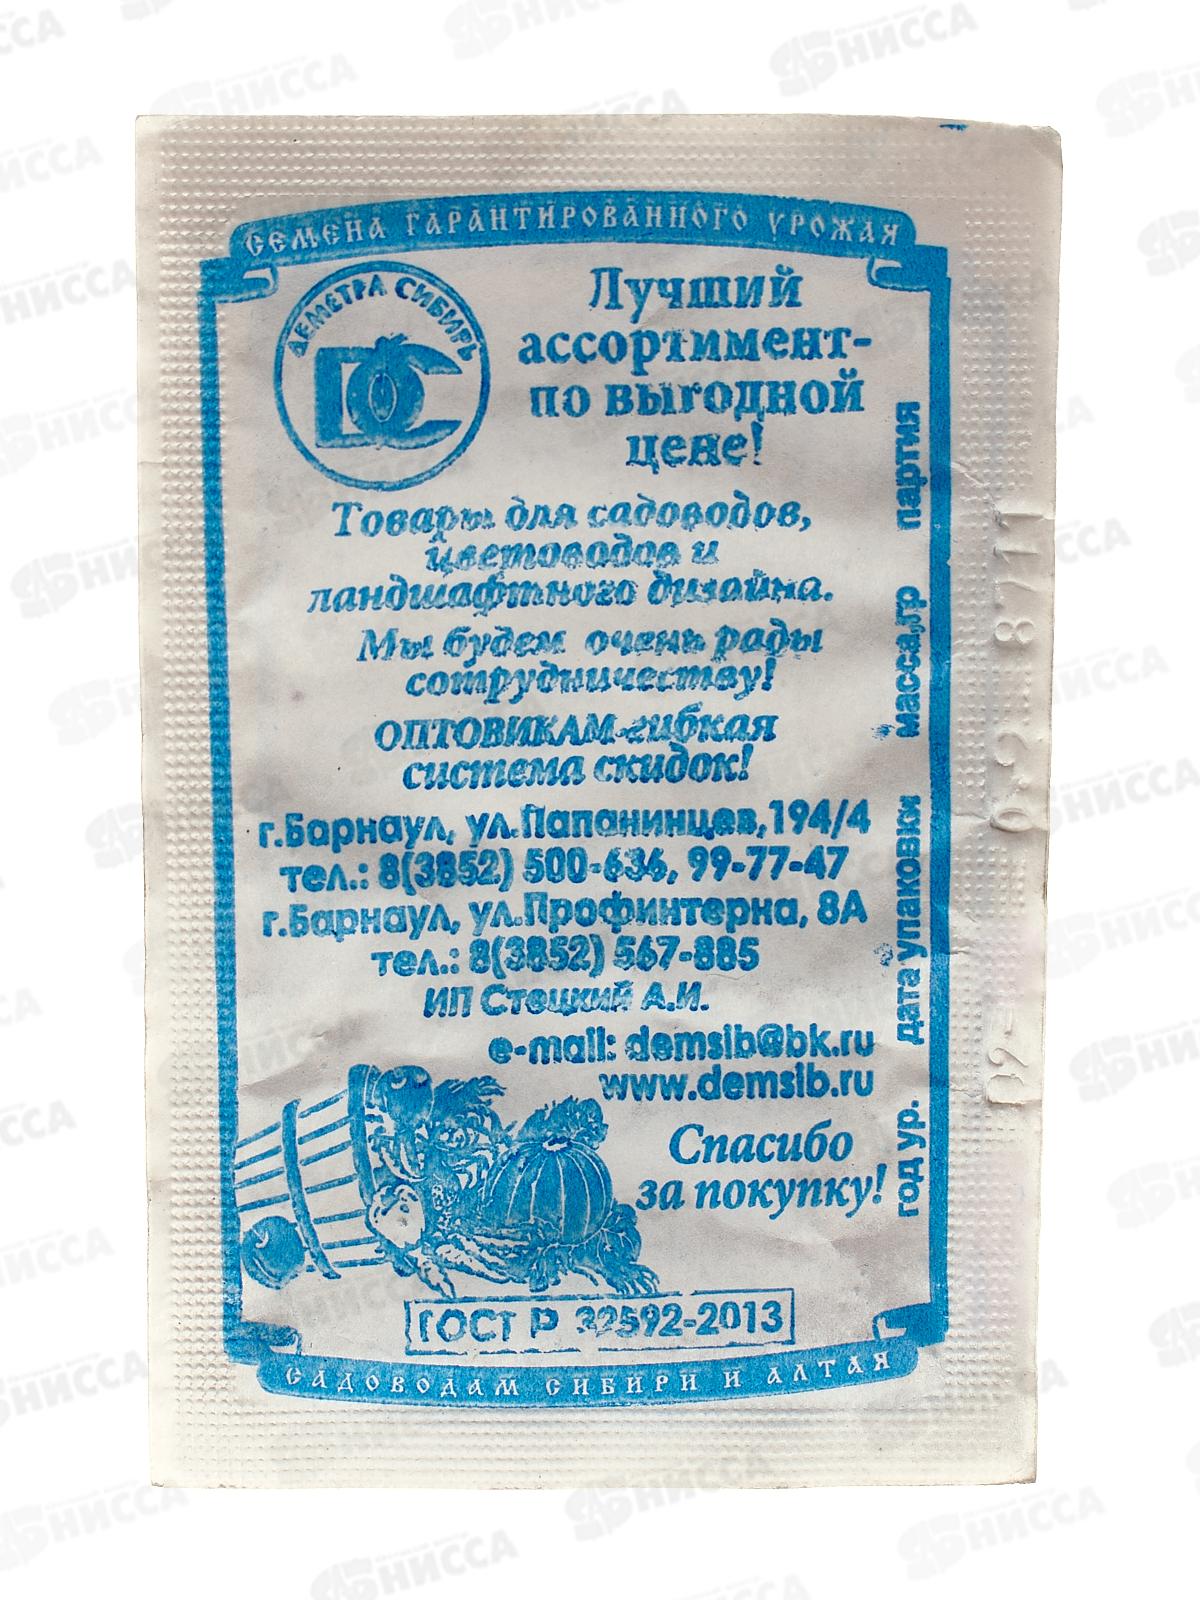 СЕМЕНА ГАРАНТИРОВАННОГО УРОЖАЯ
ДЕМЕТРА СИБИРЬ
ДС
Лучший
ассортимент-
по выгодной
цене!
Товары для садоводов,
цветоводов и
ландшафтного дизайна.
Мы будем очень рады
сотрудничеству!
ОПТОВИКАМ-гибкая
система скидок!
г.Барнаул, ул.Папанинцев,194/4
тел.: 8(3852) 500-636, 99-77-47
г.Барнаул, ул.Профинтерна, 8А
тел.: 8(3852) 567-885
ИП Стецкий А.И.
e-mail: demsib@bk.ru
www.demsib.ru
Спасибо
за покупку!
ГОСТ Р 32592-2013
САДОВОДАМ СИБИРИ И АЛТАЯ
год ур. дата упаковки масса,гр партия
НИССА